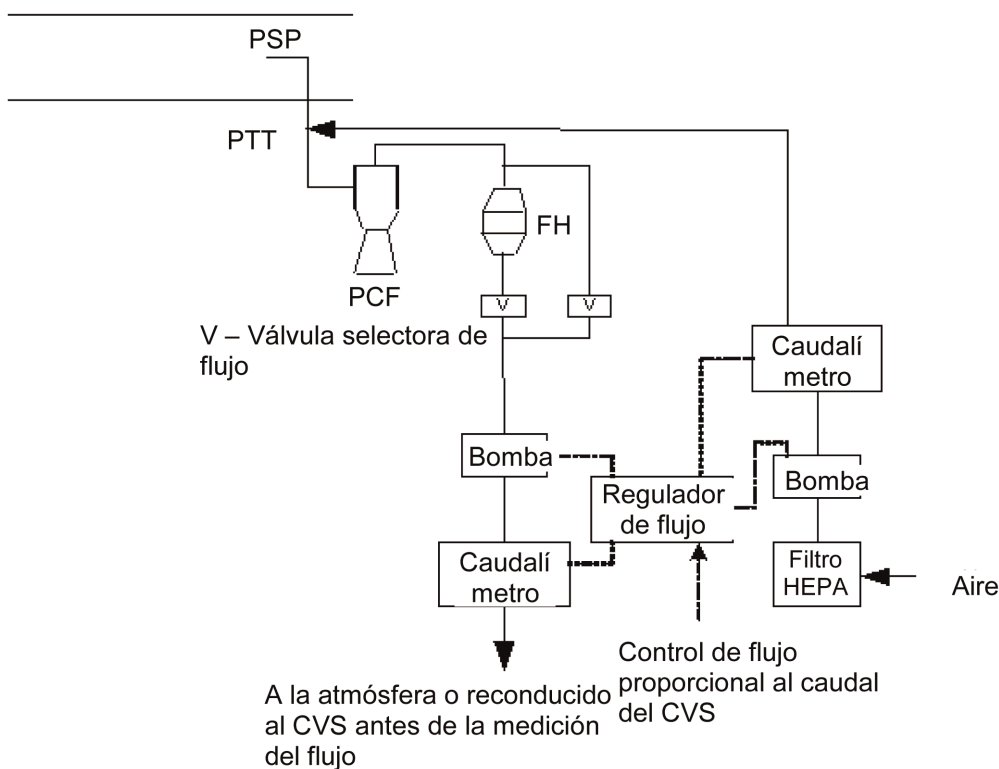 PSP
PTT
FH
PCF
V
V
V – Válvula selectora de
flujo
Caudalí
metro
Bomba
Bomba
Regulador
de flujo
Caudalí
metro
Filtro
HEPA
Aire
Control de flujo
proporcional al caudal
del CVS
A la atmósfera o reconducido
al CVS antes de la medición
del flujo